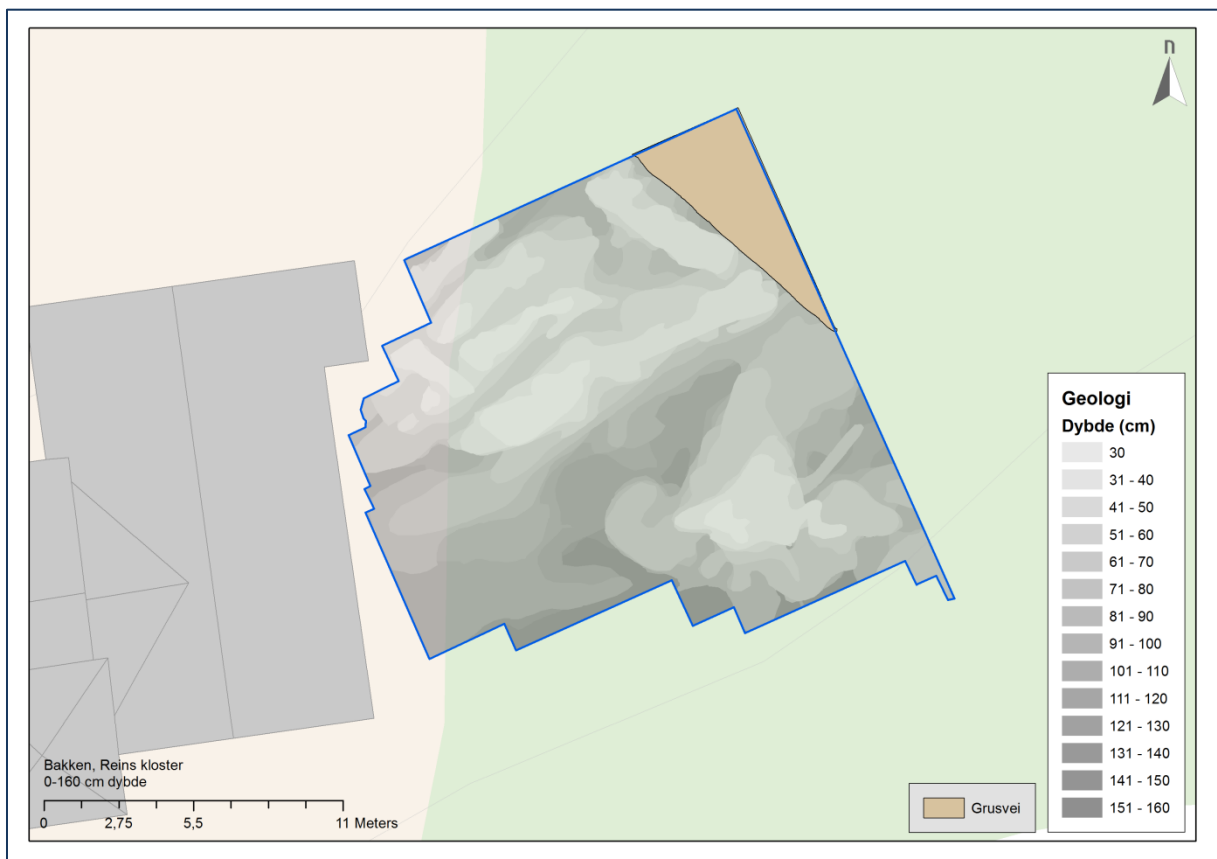 n
Geologi
Dybde (cm)
30
31 - 40
41 - 50
51 - 60
61 - 70
71 - 80
81 - 90
91 - 100
101 - 110
111 - 120
121 - 130
131 - 140
141 - 150
151 - 160
Bakken, Reins kloster
0-160 cm dybde
0 2,75 5,5 11 Meters
Grusvei